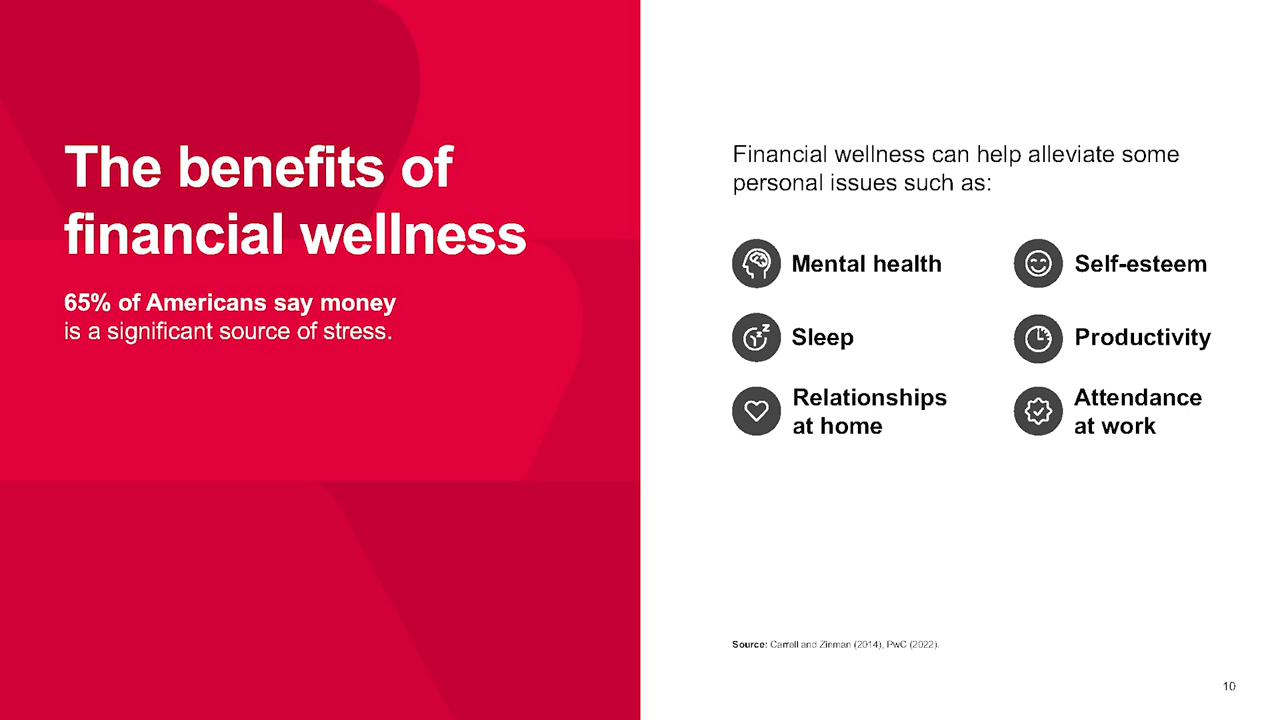 The benefits of
financial wellness
65% of Americans say money
is a significant source of stress.
Financial wellness can help alleviate some
personal issues such as:
Mental health
Self-esteem
Sleep
Productivity
Relationships
at home
Attendance
at work
Source: Carrell and Zinman (2014), PwC (2022).
10